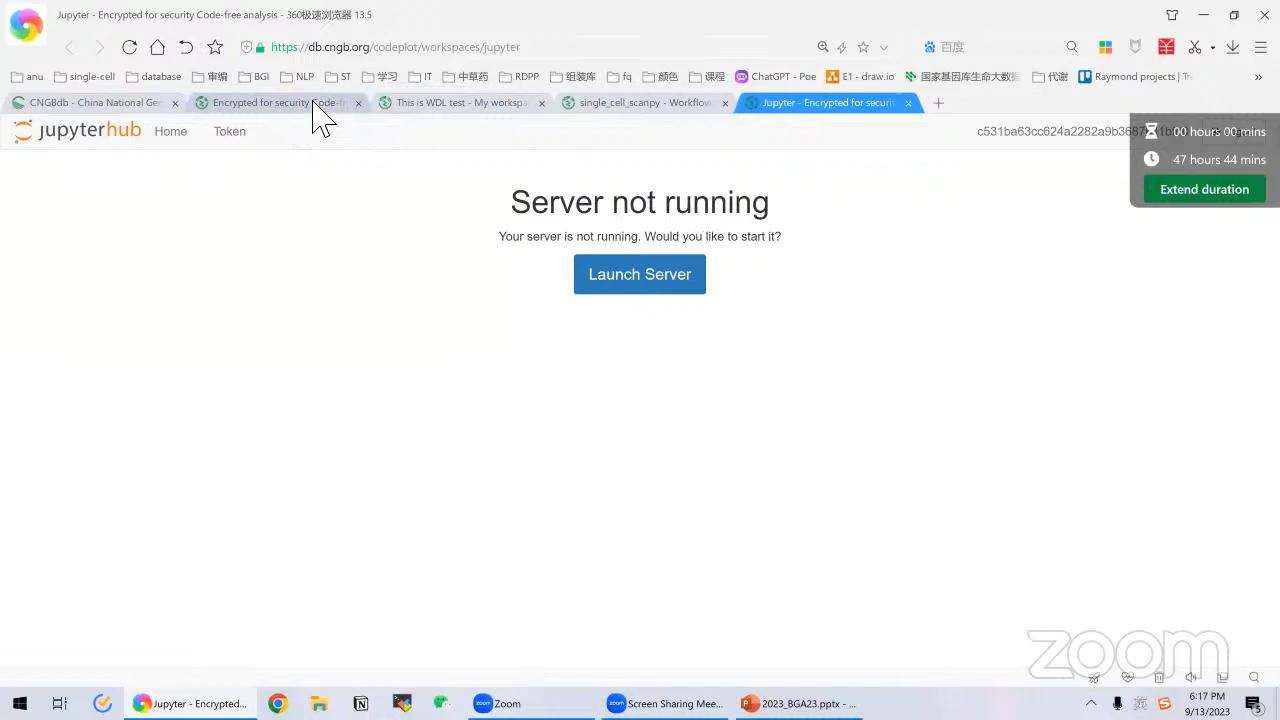 Jupyter - Encrypted for security Code-free analysis - 360极速浏览器 13.5
https://db.cngb.org/codeplot/workspaces/jupyter
百度
anu
single-cell
database
审编
BGI
NLP
ST
学习
IT
中草药
RDPP
组装库
fq
颜色
课程
ChatGPT - Poe
E1 - draw.io
国家基因库生命大数据
代谢
Raymond projects | Tr
»
CNGBdb - China National Gen
Encrypted for security Code-fr
This is WDL test - My workspa
single_cell_scanpy - Workflow
Jupyter - Encrypted for securit
jupyterhub
Home
Token
c531ba63cc624a2282a9b3687
00 hours 00 mins
47 hours 44 mins
Extend duration
Server not running
Your server is not running. Would you like to start it?
Launch Server
zoom
Jupyter - Encrypted...
Zoom
Screen Sharing Mee...
2023_BGA23.pptx - ...
6:17 PM
9/13/2023
5